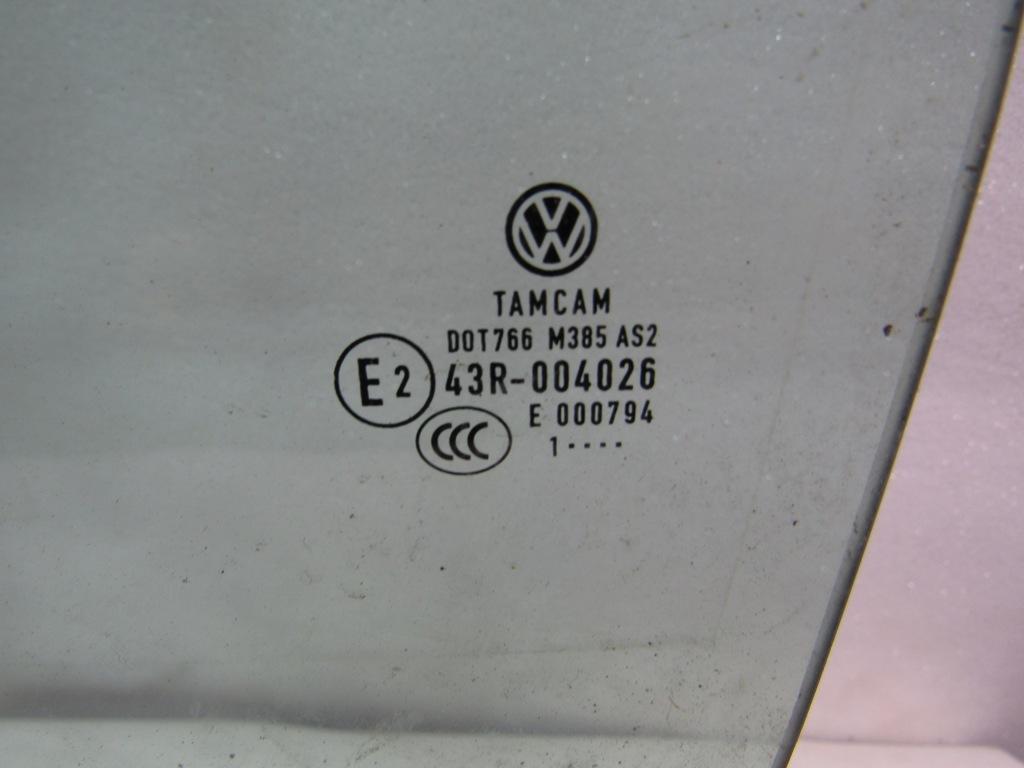 TAMCAM
DOT766 M385 AS2
E2 43R-004026
E 000794
CCC 1····